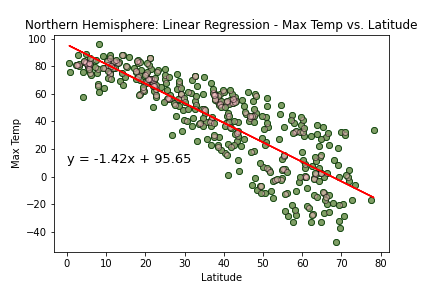 Northern Hemisphere: Linear Regression - Max Temp vs. Latitude
100
80
60
40
20
0
−20
−40
Max Temp
y = -1.42x + 95.65
0 10 20 30 40 50 60 70 80
Latitude